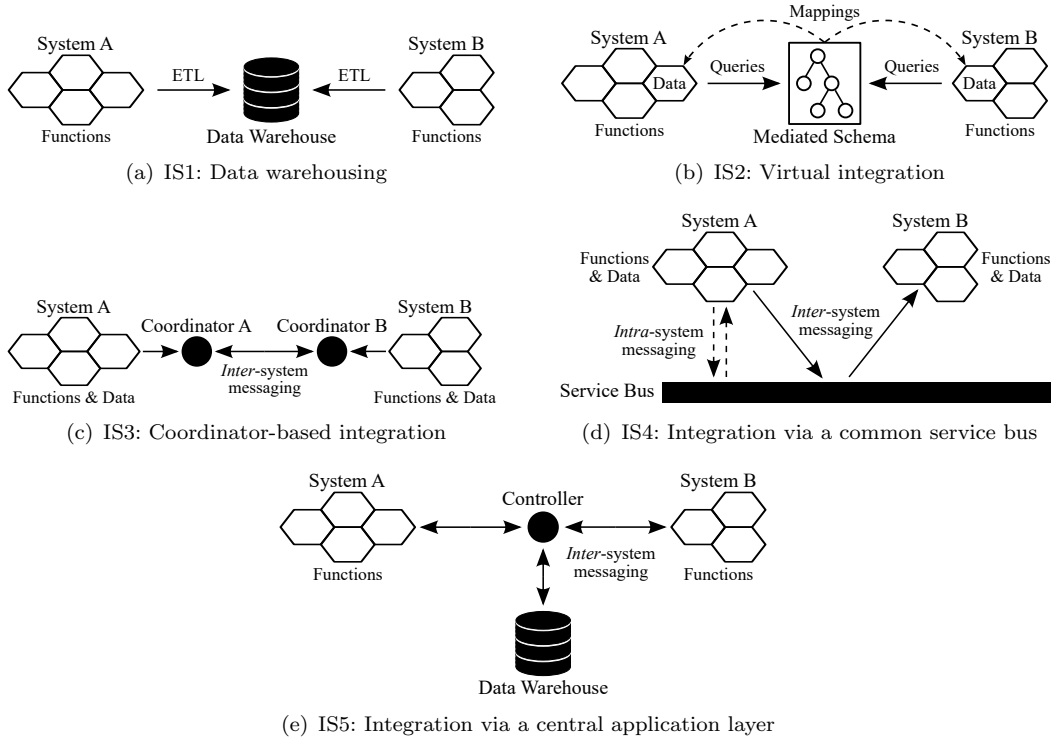 System A
ETL
ETL
System B
Functions
Data Warehouse
Functions
(a) IS1: Data warehousing
Mappings
System A
System B
Data
Queries
Queries
Data
Functions
Mediated Schema
Functions
(b) IS2: Virtual integration
System A
Coordinator A
Coordinator B
System B
Inter-system
messaging
Functions & Data
Functions & Data
(c) IS3: Coordinator-based integration
System A
System B
Functions
& Data
Functions
& Data
Intra-system
messaging
Inter-system
messaging
Service Bus
(d) IS4: Integration via a common service bus
System A
Controller
System B
Inter-system
messaging
Functions
Functions
Data Warehouse
(e) IS5: Integration via a central application layer